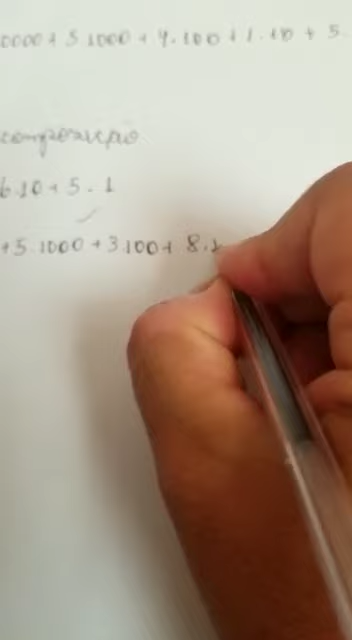 0000 + 5.1000 + 4.100 + 1.10 + 5.
composição
6.10 + 5.1
+ 5.1000 + 3.100 + 8.1